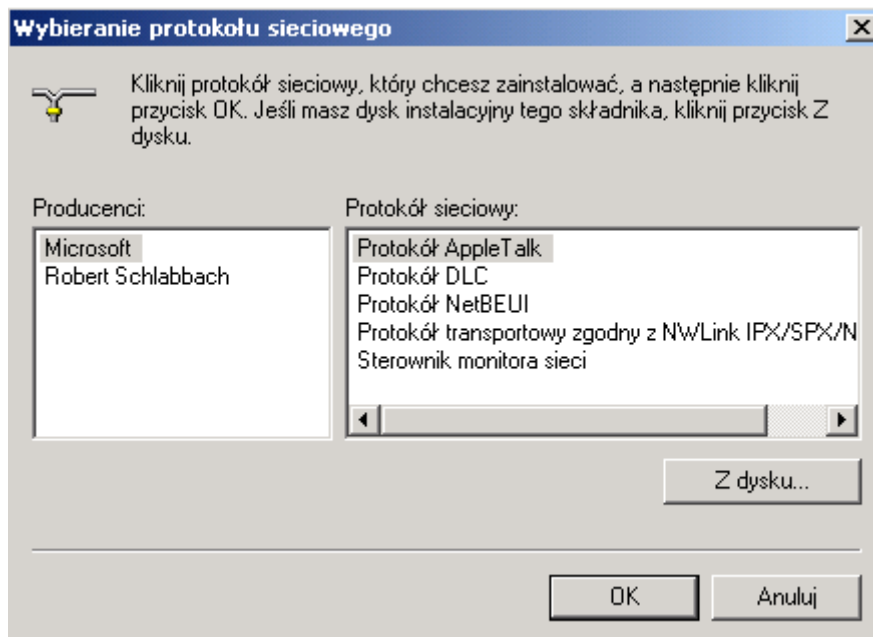 Wybieranie protokołu sieciowego
Kliknij protokół sieciowy, który chcesz zainstalować, a następnie kliknij
przycisk OK. Jeśli masz dysk instalacyjny tego składnika, kliknij przycisk Z
dysku.
Producenci:
Microsoft
Robert Schlabbach
Protokół sieciowy:
Protokół AppleTalk
Protokół DLC
Protokół NetBEUI
Protokół transportowy zgodny z NWLink IPX/SPX/N
Sterownik monitora sieci
Z dysku...
OK
Anuluj